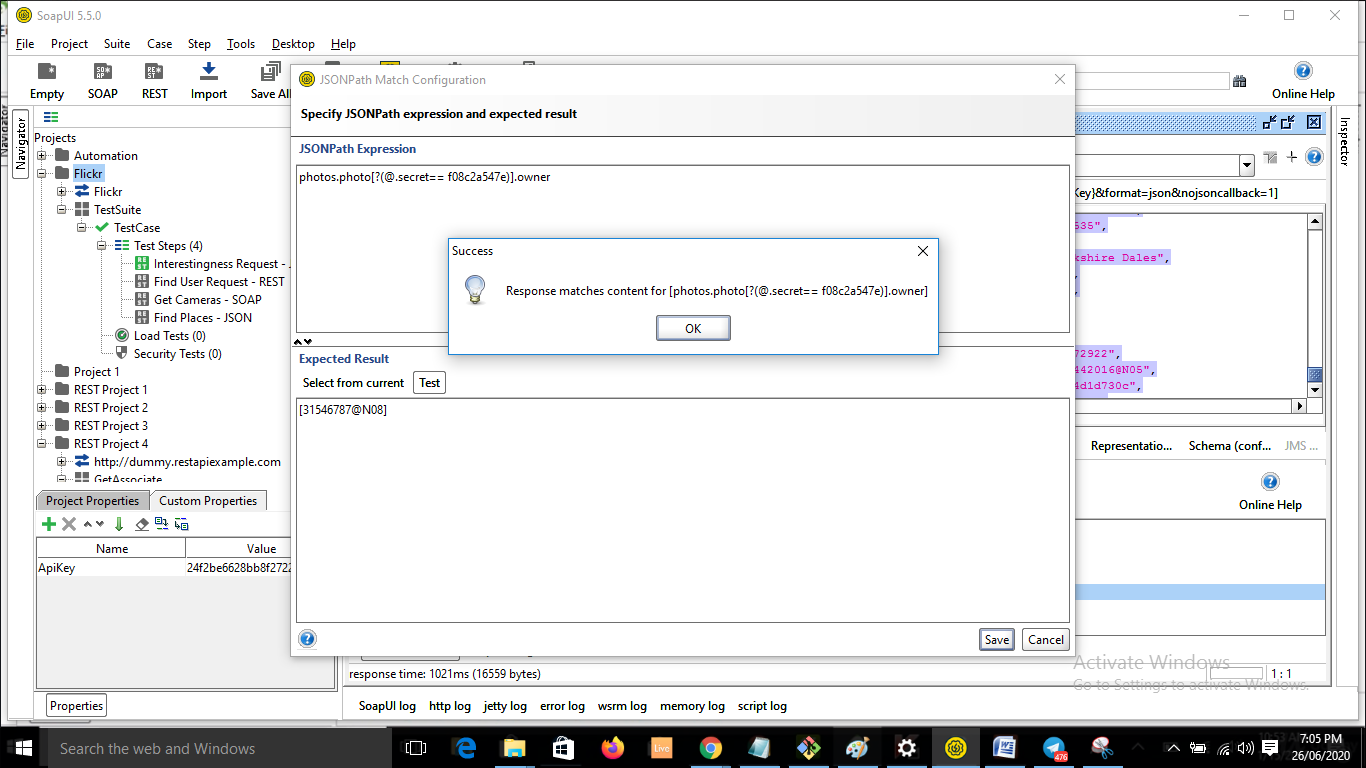 SoapUI 5.5.0
File Project Suite Case Step Tools Desktop Help
Empty SOAP REST Import Save All
Online Help
JSONPath Match Configuration
Specify JSONPath expression and expected result
JSONPath Expression
photos.photo[?(@.secret== f08c2a547e)].owner
Success
Response matches content for [photos.photo[?(@.secret== f08c2a547e)].owner]
OK
Expected Result
Select from current Test
[31546787@N08]
Save Cancel
Navigator
Projects
Automation
Flickr
Flickr
TestSuite
TestCase
Test Steps (4)
Interestingness Request -
Find User Request - REST
Get Cameras - SOAP
Find Places - JSON
Load Tests (0)
Security Tests (0)
Project 1
REST Project 1
REST Project 2
REST Project 3
REST Project 4
http://dummy.restapiexample.com
GetAssociate
Project Properties Custom Properties
Name Value
ApiKey 24f2be6628bb8f2722
Properties
Inspector
Key}&format=json&nojsoncallback=1]
535",
kshire Dales",
72922",
442016@N05",
4d1d730c",
Representatio... Schema (conf... JMS ...
Online Help
response time: 1021ms (16559 bytes)
1 : 1
Activate Windows
Go to Settings to activate Windows.
SoapUI log http log jetty log error log wsrm log memory log script log
Search the web and Windows
Live
476
7:05 PM
26/06/2020